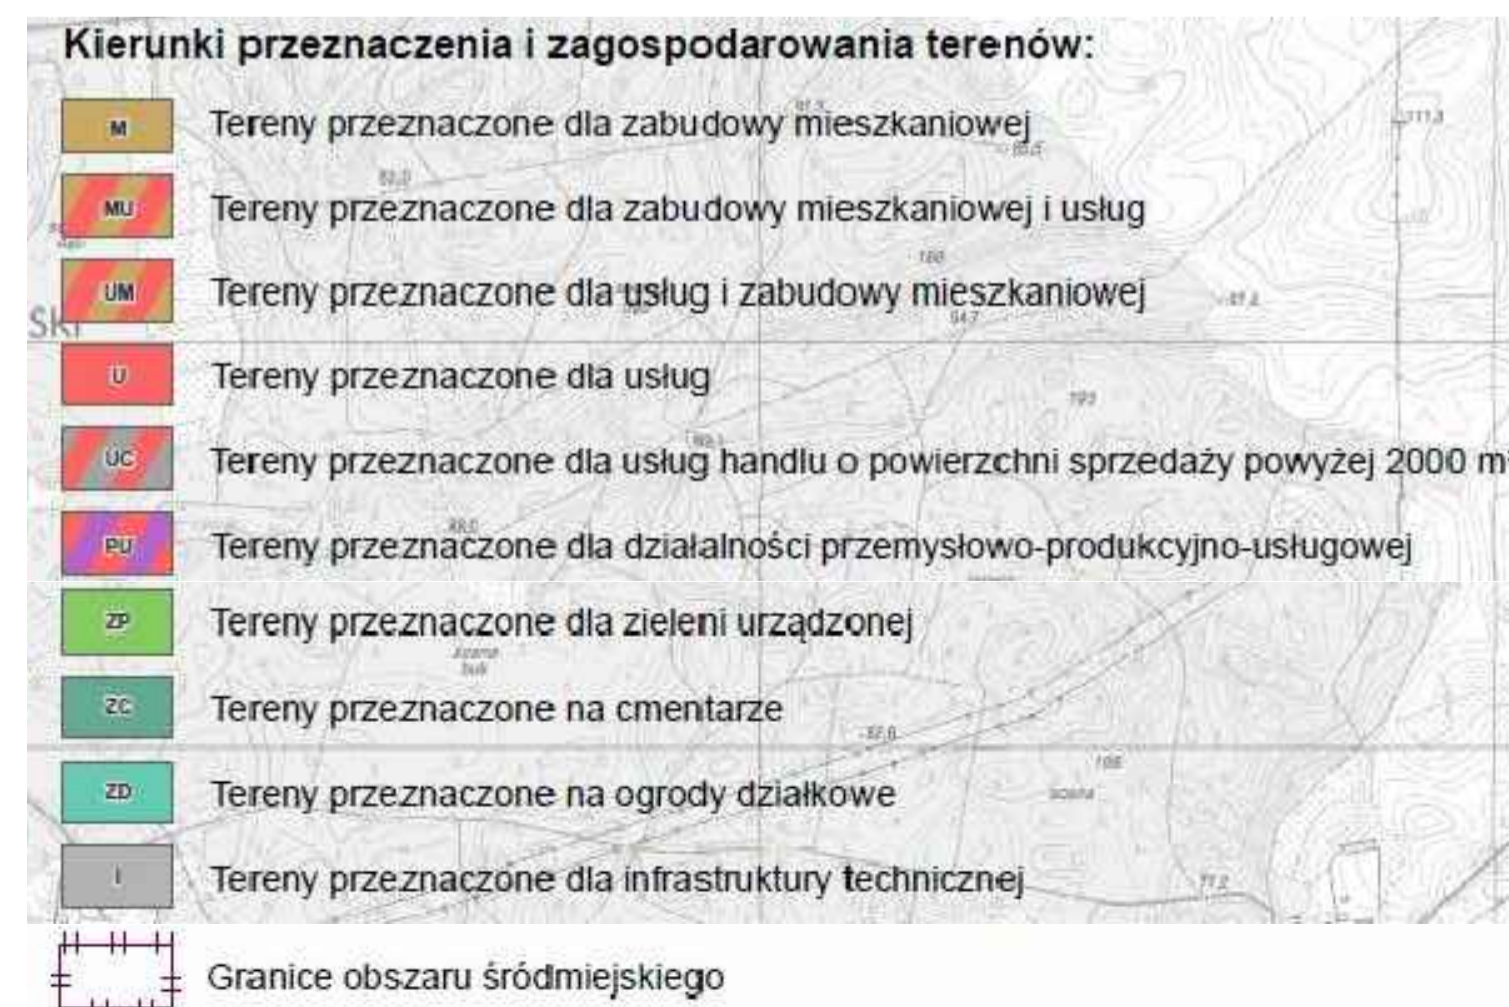 Kierunki przeznaczenia i zagospodarowania terenów:
M Tereny przeznaczone dla zabudowy mieszkaniowej
MU Tereny przeznaczone dla zabudowy mieszkaniowej i usług
UM Tereny przeznaczone dla usług i zabudowy mieszkaniowej
SKI
U Tereny przeznaczone dla usług
193
UC Tereny przeznaczone dla usług handlu o powierzchni sprzedaży powyżej 2000 m²
PU Tereny przeznaczone dla działalności przemysłowo-produkcyjno-usługowej
ZP Tereny przeznaczone dla zieleni urządzonej
ZC Tereny przeznaczone na cmentarze
ZD Tereny przeznaczone na ogrody działkowe
I Tereny przeznaczone dla infrastruktury technicznej
Granice obszaru śródmiejskiego